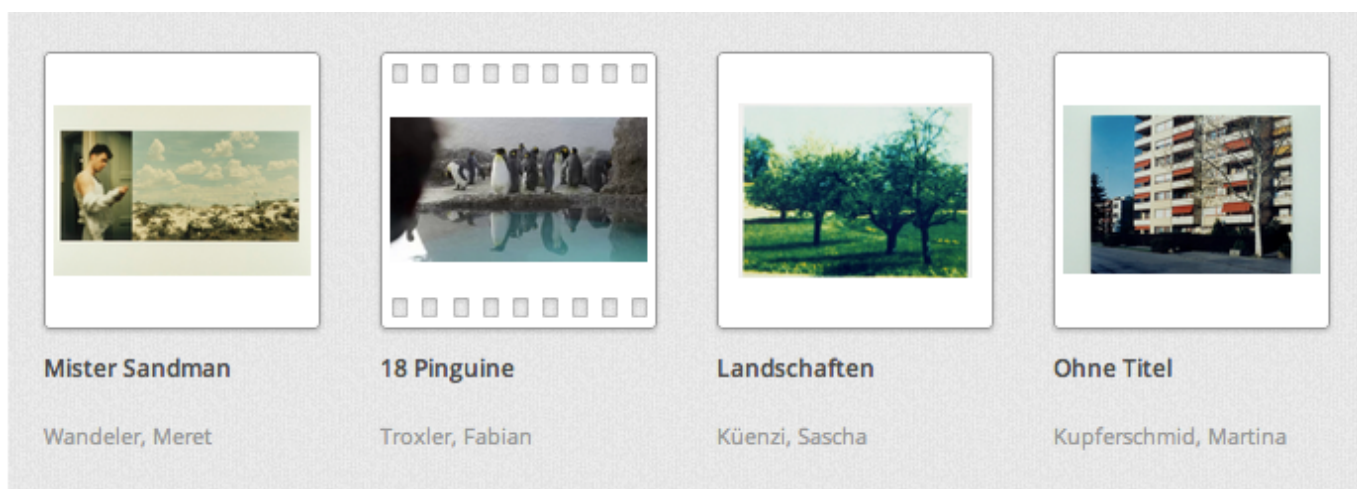 Mister Sandman
18 Pinguine
Landschaften
Ohne Titel
Wandeler, Meret
Troxler, Fabian
Küenzi, Sascha
Kupferschmid, Martina